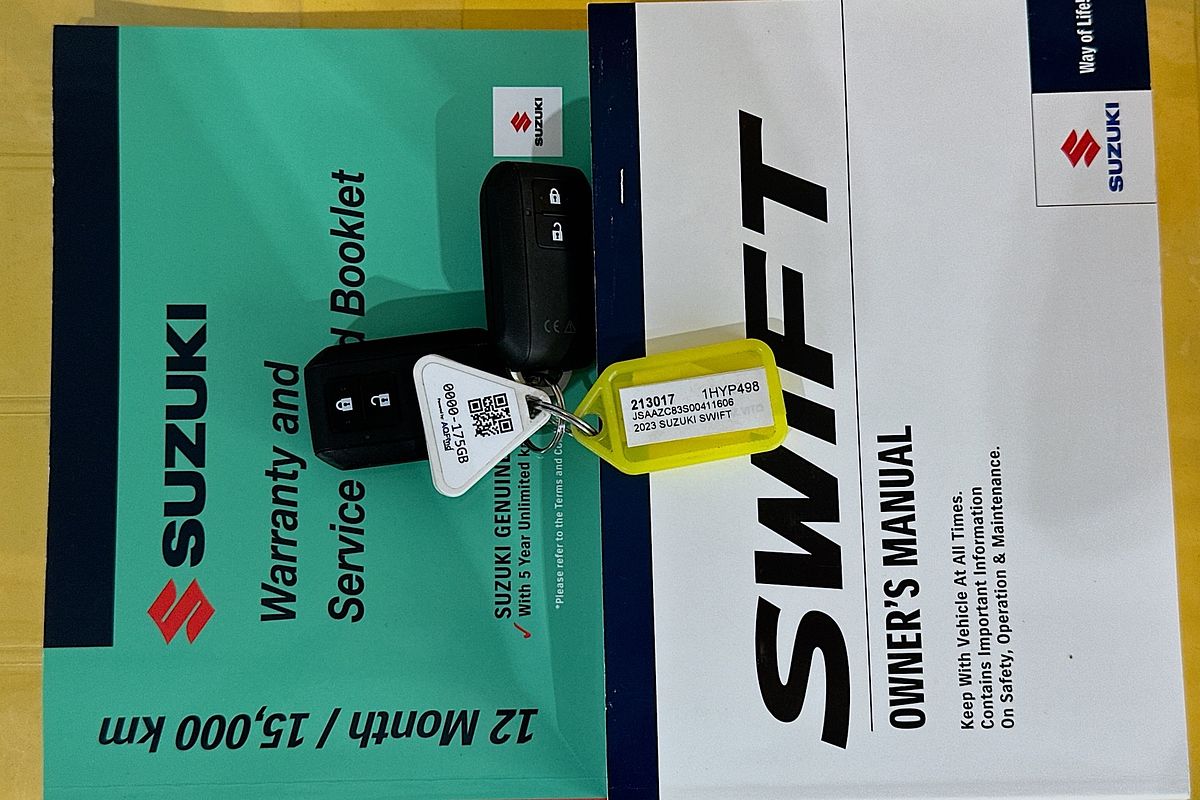 SUZUKI
Warranty and
Service Booklet
SUZUKI GENUINE
✓ With 5 Year Unlimited
*Please refer to the Terms and
12 Month / 15,000 km
SUZUKI
0000-175GB
213017 1HYP498
JSAAZC83S00411606
2023 SUZUKI SWIFT
SWIFT
OWNER'S MANUAL
Keep With Vehicle At All Times.
Contains Important Information
On Safety, Operation & Maintenance.
Way of Life!
SUZUKI
CE